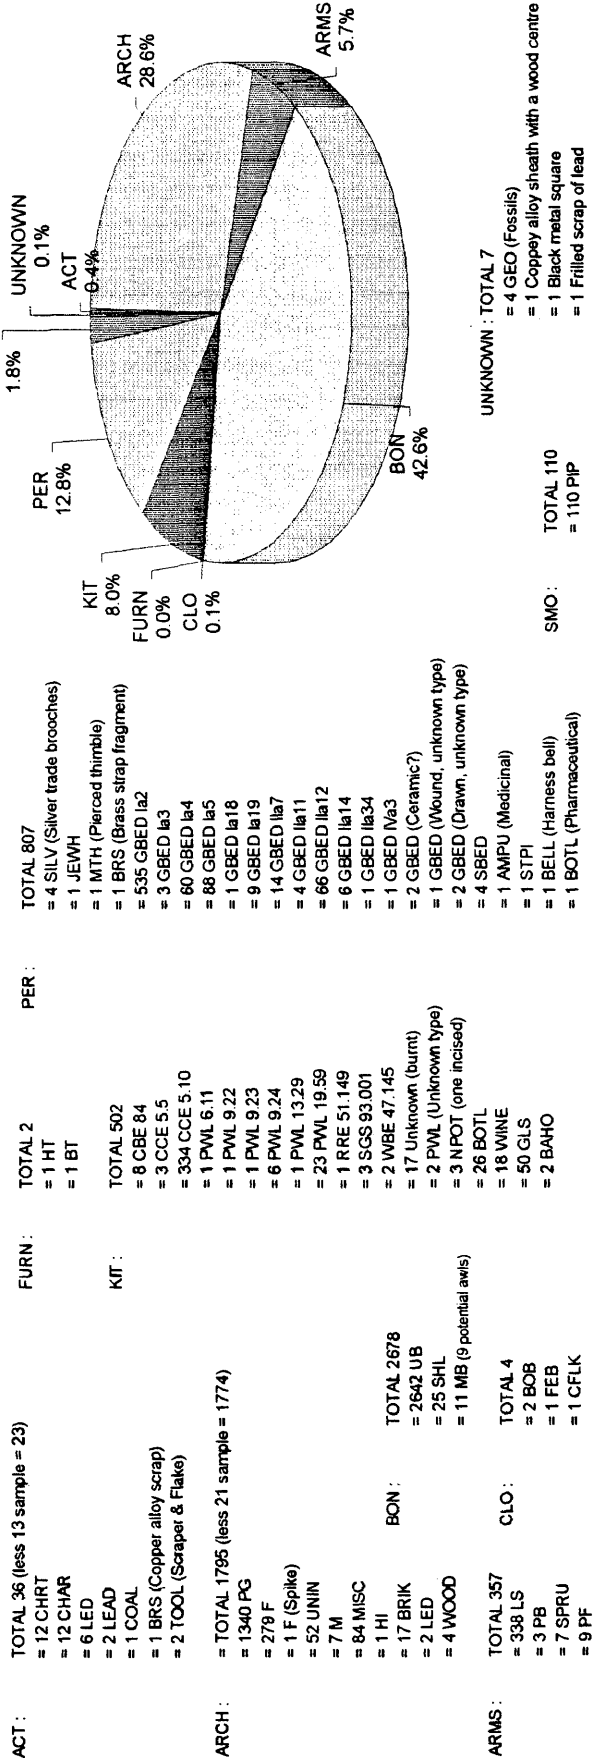 ACT : TOTAL 36 (less 13 sample = 23)
= 12 CHRT
= 12 CHAR
= 6 LED
= 2 LEAD
= 1 COAL
= 1 BRS (Copper alloy scrap)
= 2 TOOL (Scraper & Flake)
ARCH : = TOTAL 1795 (less 21 sample = 1774)
= 1340 PG
= 279 F
= 1 F (Spike)
= 52 UNIN
= 7 M
= 84 MISC
= 1 HI
= 17 BRIK
= 2 LED
= 4 WOOD
ARMS : TOTAL 357
= 338 LS
= 3 PB
= 7 SPRU
= 9 PF
BON : TOTAL 2678
= 2642 UB
= 25 SHL
= 11 MB (9 potential awls)
CLO : TOTAL 4
= 2 BOB
= 1 FEB
= 1 CFLK
FURN : TOTAL 2
= 1 HT
= 1 BT
KIT : TOTAL 502
= 8 CBE 84
= 3 CCE 5.5
= 334 CCE 5.10
= 1 PWL 6.11
= 1 PWL 9.22
= 1 PWL 9.23
= 6 PWL 9.24
= 1 PWL 13.29
= 23 PWL 19.59
= 1 RRE 51.149
= 3 SGS 93.001
= 2 WBE 47.145
= 17 Unknown (burnt)
= 2 PWL (Unknown type)
= 3 NPOT (one incised)
= 26 BOTL
= 18 WINE
= 50 GLS
= 2 BAHO
PER : TOTAL 807
= 4 SILV (Silver trade brooches)
= 1 JEWH
= 1 MTH (Pierced thimble)
= 1 BRS (Brass strap fragment)
= 535 GBED Ia2
= 3 GBED Ia3
= 60 GBED Ia4
= 88 GBED Ia5
= 1 GBED Ia18
= 9 GBED Ia19
= 14 GBED IIa7
= 4 GBED IIa11
= 66 GBED IIa12
= 6 GBED IIa14
= 1 GBED IIa34
= 1 GBED IVa3
= 2 GBED (Ceramic?)
= 1 GBED (Wound, unknown type)
= 2 GBED (Drawn, unknown type)
= 4 SBED
= 1 AMPU (Medicinal)
= 1 STPI
= 1 BELL (Harness bell)
= 1 BOTL (Pharmaceutical)
SMO : TOTAL 110
= 110 PIP
UNKNOWN : TOTAL 7
= 4 GEO (Fossils)
= 1 Coppey alloy sheath with a wood centre
= 1 Black metal square
= 1 Frilled scrap of lead
1.8%
UNKNOWN
0.1%
ACT
0.4%
ARCH
28.6%
ARMS
5.7%
BON
42.6%
CLO
0.1%
FURN
0.0%
KIT
8.0%
PER
12.8%